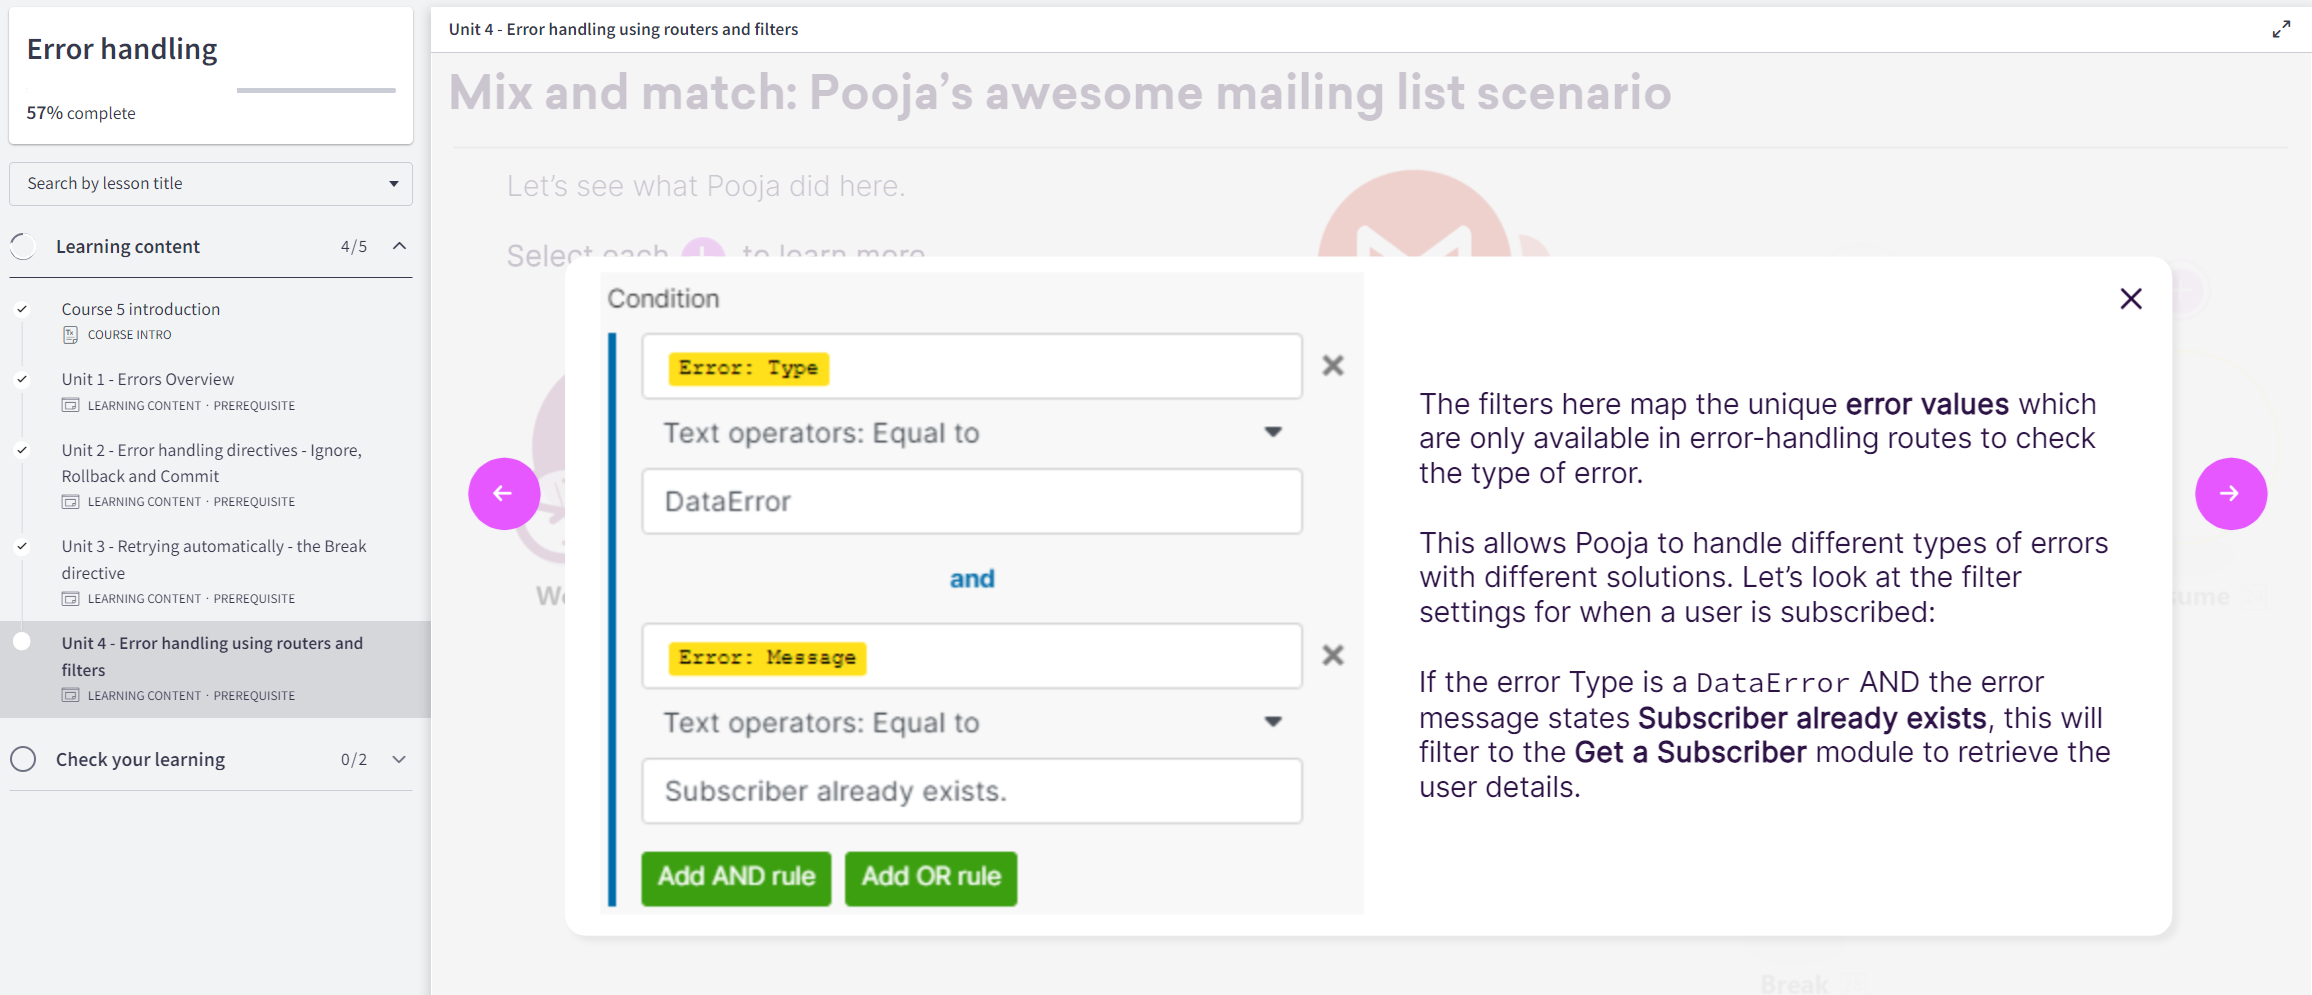 Error handling
57% complete
Search by lesson title
Learning content 4/5
Course 5 introduction
COURSE INTRO
Unit 1 - Errors Overview
LEARNING CONTENT · PREREQUISITE
Unit 2 - Error handling directives - Ignore,
Rollback and Commit
LEARNING CONTENT · PREREQUISITE
Unit 3 - Retrying automatically - the Break
directive
LEARNING CONTENT · PREREQUISITE
Unit 4 - Error handling using routers and
filters
LEARNING CONTENT · PREREQUISITE
Check your learning 0/2
Unit 4 - Error handling using routers and filters
Mix and match: Pooja's awesome mailing list scenario
Let's see what Pooja did here.
Select each to learn more
Condition
Error: Type
Text operators: Equal to
DataError
and
Error: Message
Text operators: Equal to
Subscriber already exists.
Add AND rule Add OR rule
The filters here map the unique error values which
are only available in error-handling routes to check
the type of error.
This allows Pooja to handle different types of errors
with different solutions. Let's look at the filter
settings for when a user is subscribed:
If the error Type is a DataError AND the error
message states Subscriber already exists, this will
filter to the Get a Subscriber module to retrieve the
user details.
Break